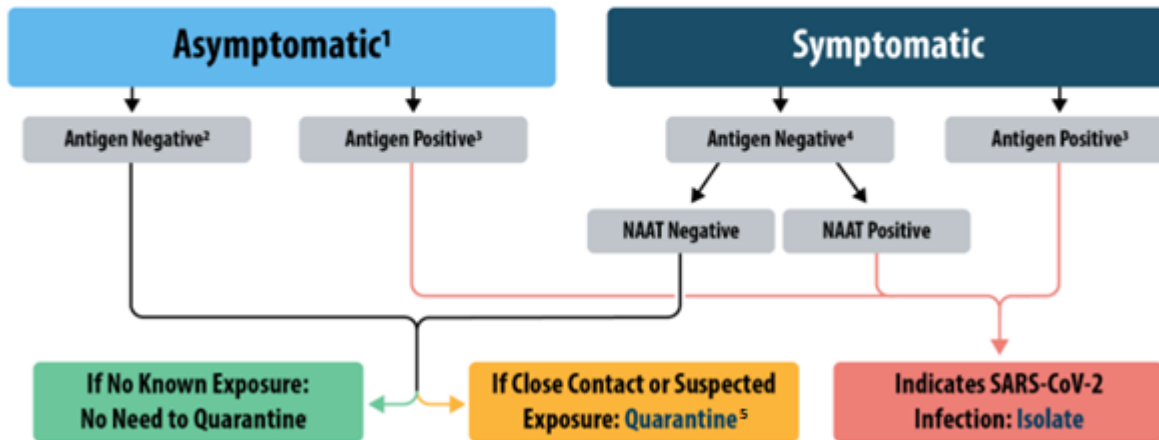 Asymptomatic¹
Symptomatic
Antigen Negative²
Antigen Positive³
Antigen Negative⁴
Antigen Positive³
NAAT Negative
NAAT Positive
If No Known Exposure:
No Need to Quarantine
If Close Contact or Suspected
Exposure: Quarantine⁵
Indicates SARS-CoV-2
Infection: Isolate